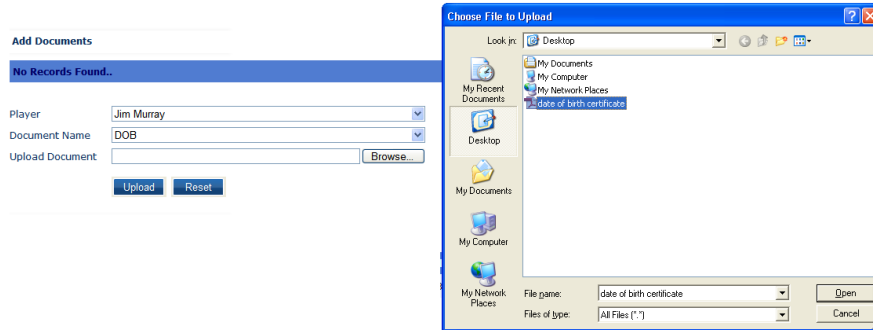 Add Documents
No Records Found..
Player Jim Murray
Document Name DOB
Upload Document Browse...
Upload Reset
Choose File to Upload
Look in: Desktop
My Recent Documents
Desktop
My Documents
My Computer
My Network Places
My Documents
My Computer
My Network Places
date of birth certificate
File name: date of birth certificate Open
Files of type: All Files (*.*) Cancel